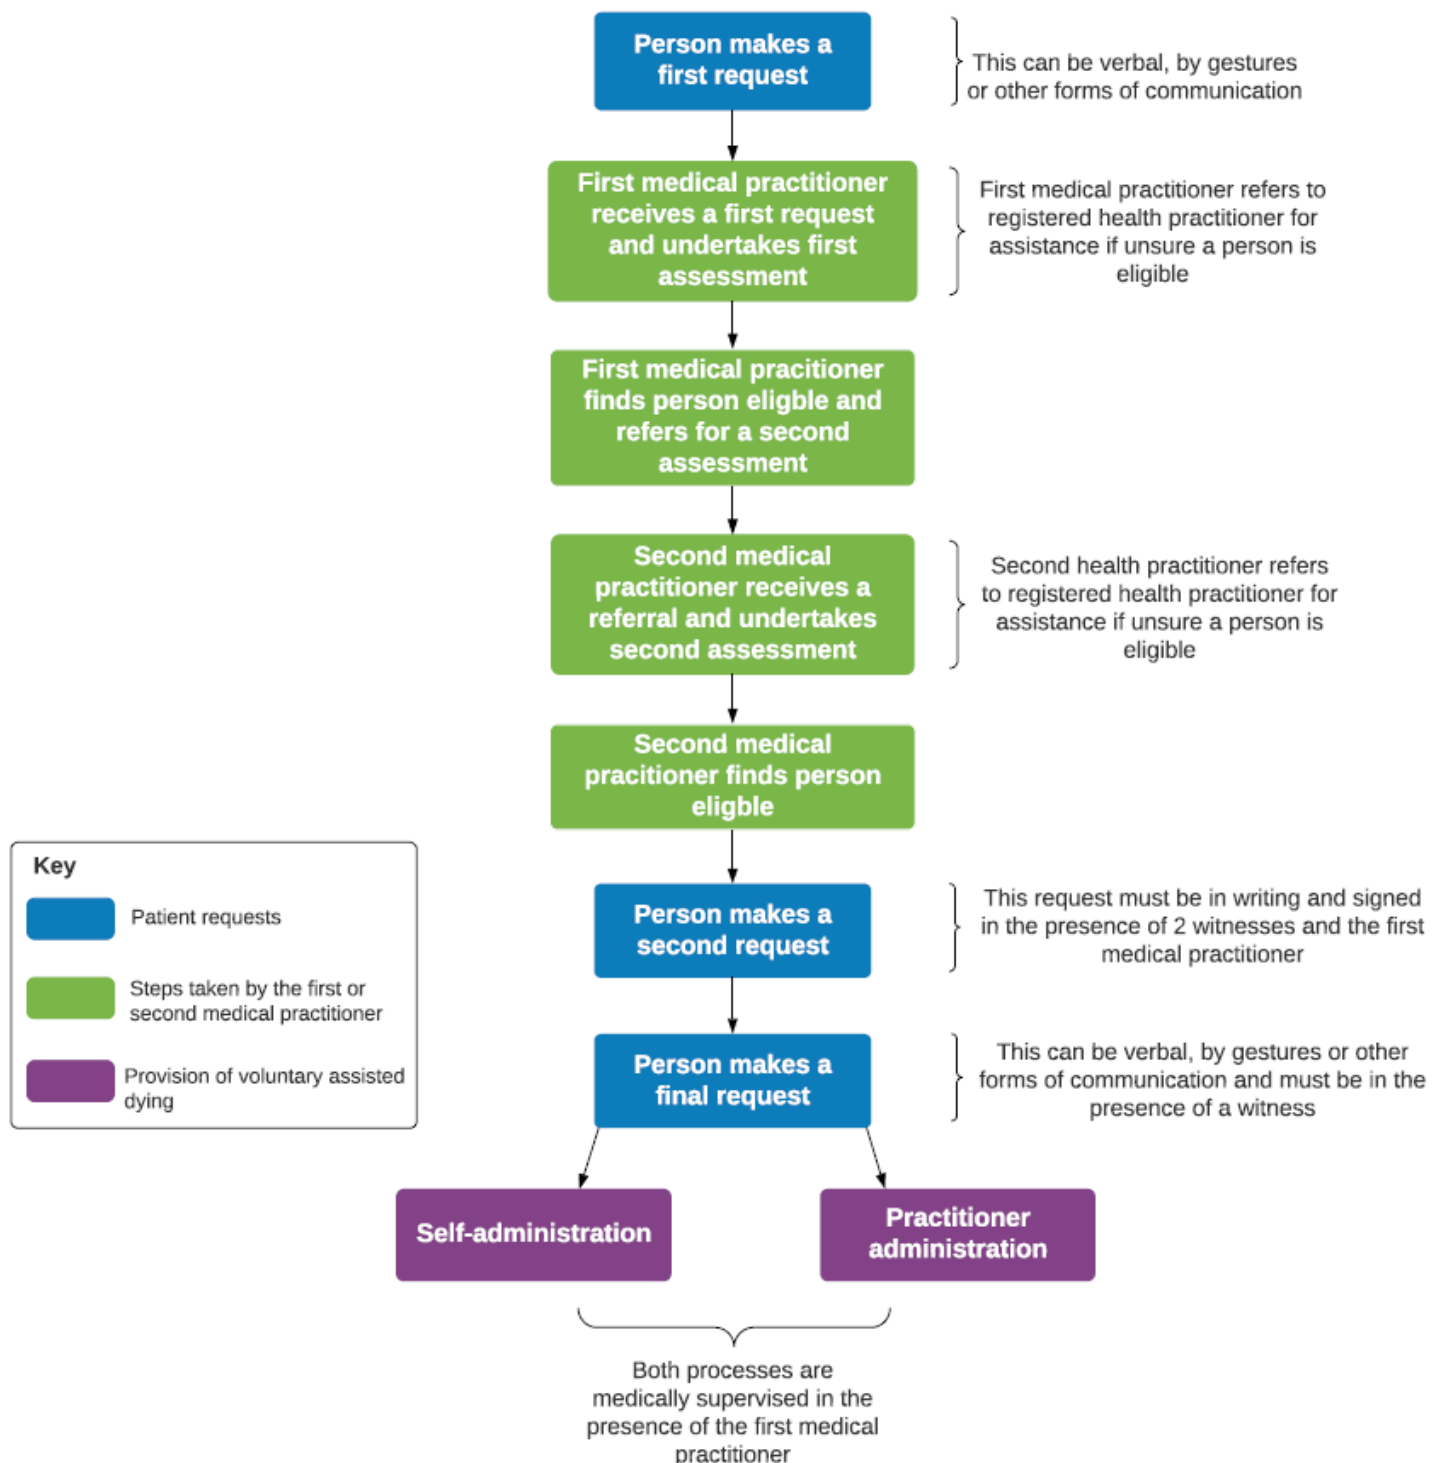 Person makes a
first request
This can be verbal, by gestures
or other forms of communication
First medical practitioner
receives a first request
and undertakes first
assessment
First medical practitioner refers to
registered health practitioner for
assistance if unsure a person is
eligible
First medical pracitioner
finds person eligble and
refers for a second
assessment
Second medical
practitioner receives a
referral and undertakes
second assessment
Second health practitioner refers
to registered health practitioner for
assistance if unsure a person is
eligible
Second medical
pracitioner finds person
eligble
Key
Patient requests
Steps taken by the first or
second medical practitioner
Provision of voluntary assisted
dying
Person makes a
second request
This request must be in writing and signed
in the presence of 2 witnesses and the first
medical practitioner
Person makes a
final request
This can be verbal, by gestures or other
forms of communication and must be in the
presence of a witness
Self-administration
Practitioner
administration
Both processes are
medically supervised in the
presence of the first medical
practitioner